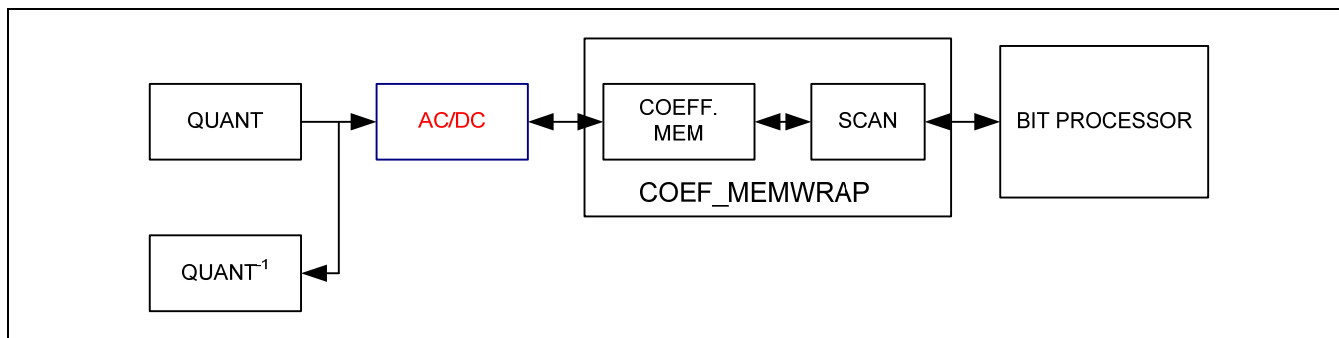 QUANT
AC/DC
COEFF.
MEM
SCAN
BIT PROCESSOR
COEF_MEMWRAP
QUANT⁻¹